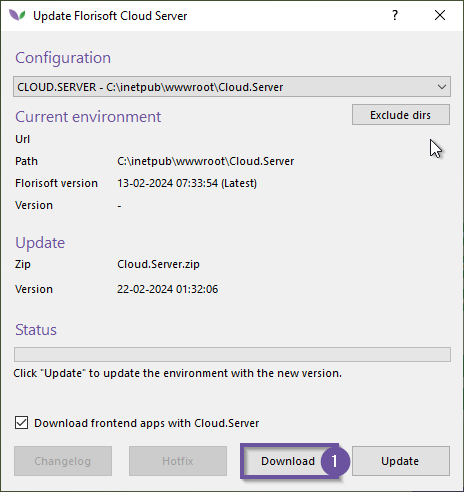 Update Florisoft Cloud Server ? ×
Configuration
CLOUD.SERVER - C:\inetpub\wwwroot\Cloud.Server
Current environment Exclude dirs
Url
Path C:\inetpub\wwwroot\Cloud.Server
Florisoft version 13-02-2024 07:33:54 (Latest)
Version -
Update
Zip Cloud.Server.zip
Version 22-02-2024 01:32:06
Status
Click "Update" to update the environment with the new version.
Download frontend apps with Cloud.Server
Changelog Hotfix Download 1 Update